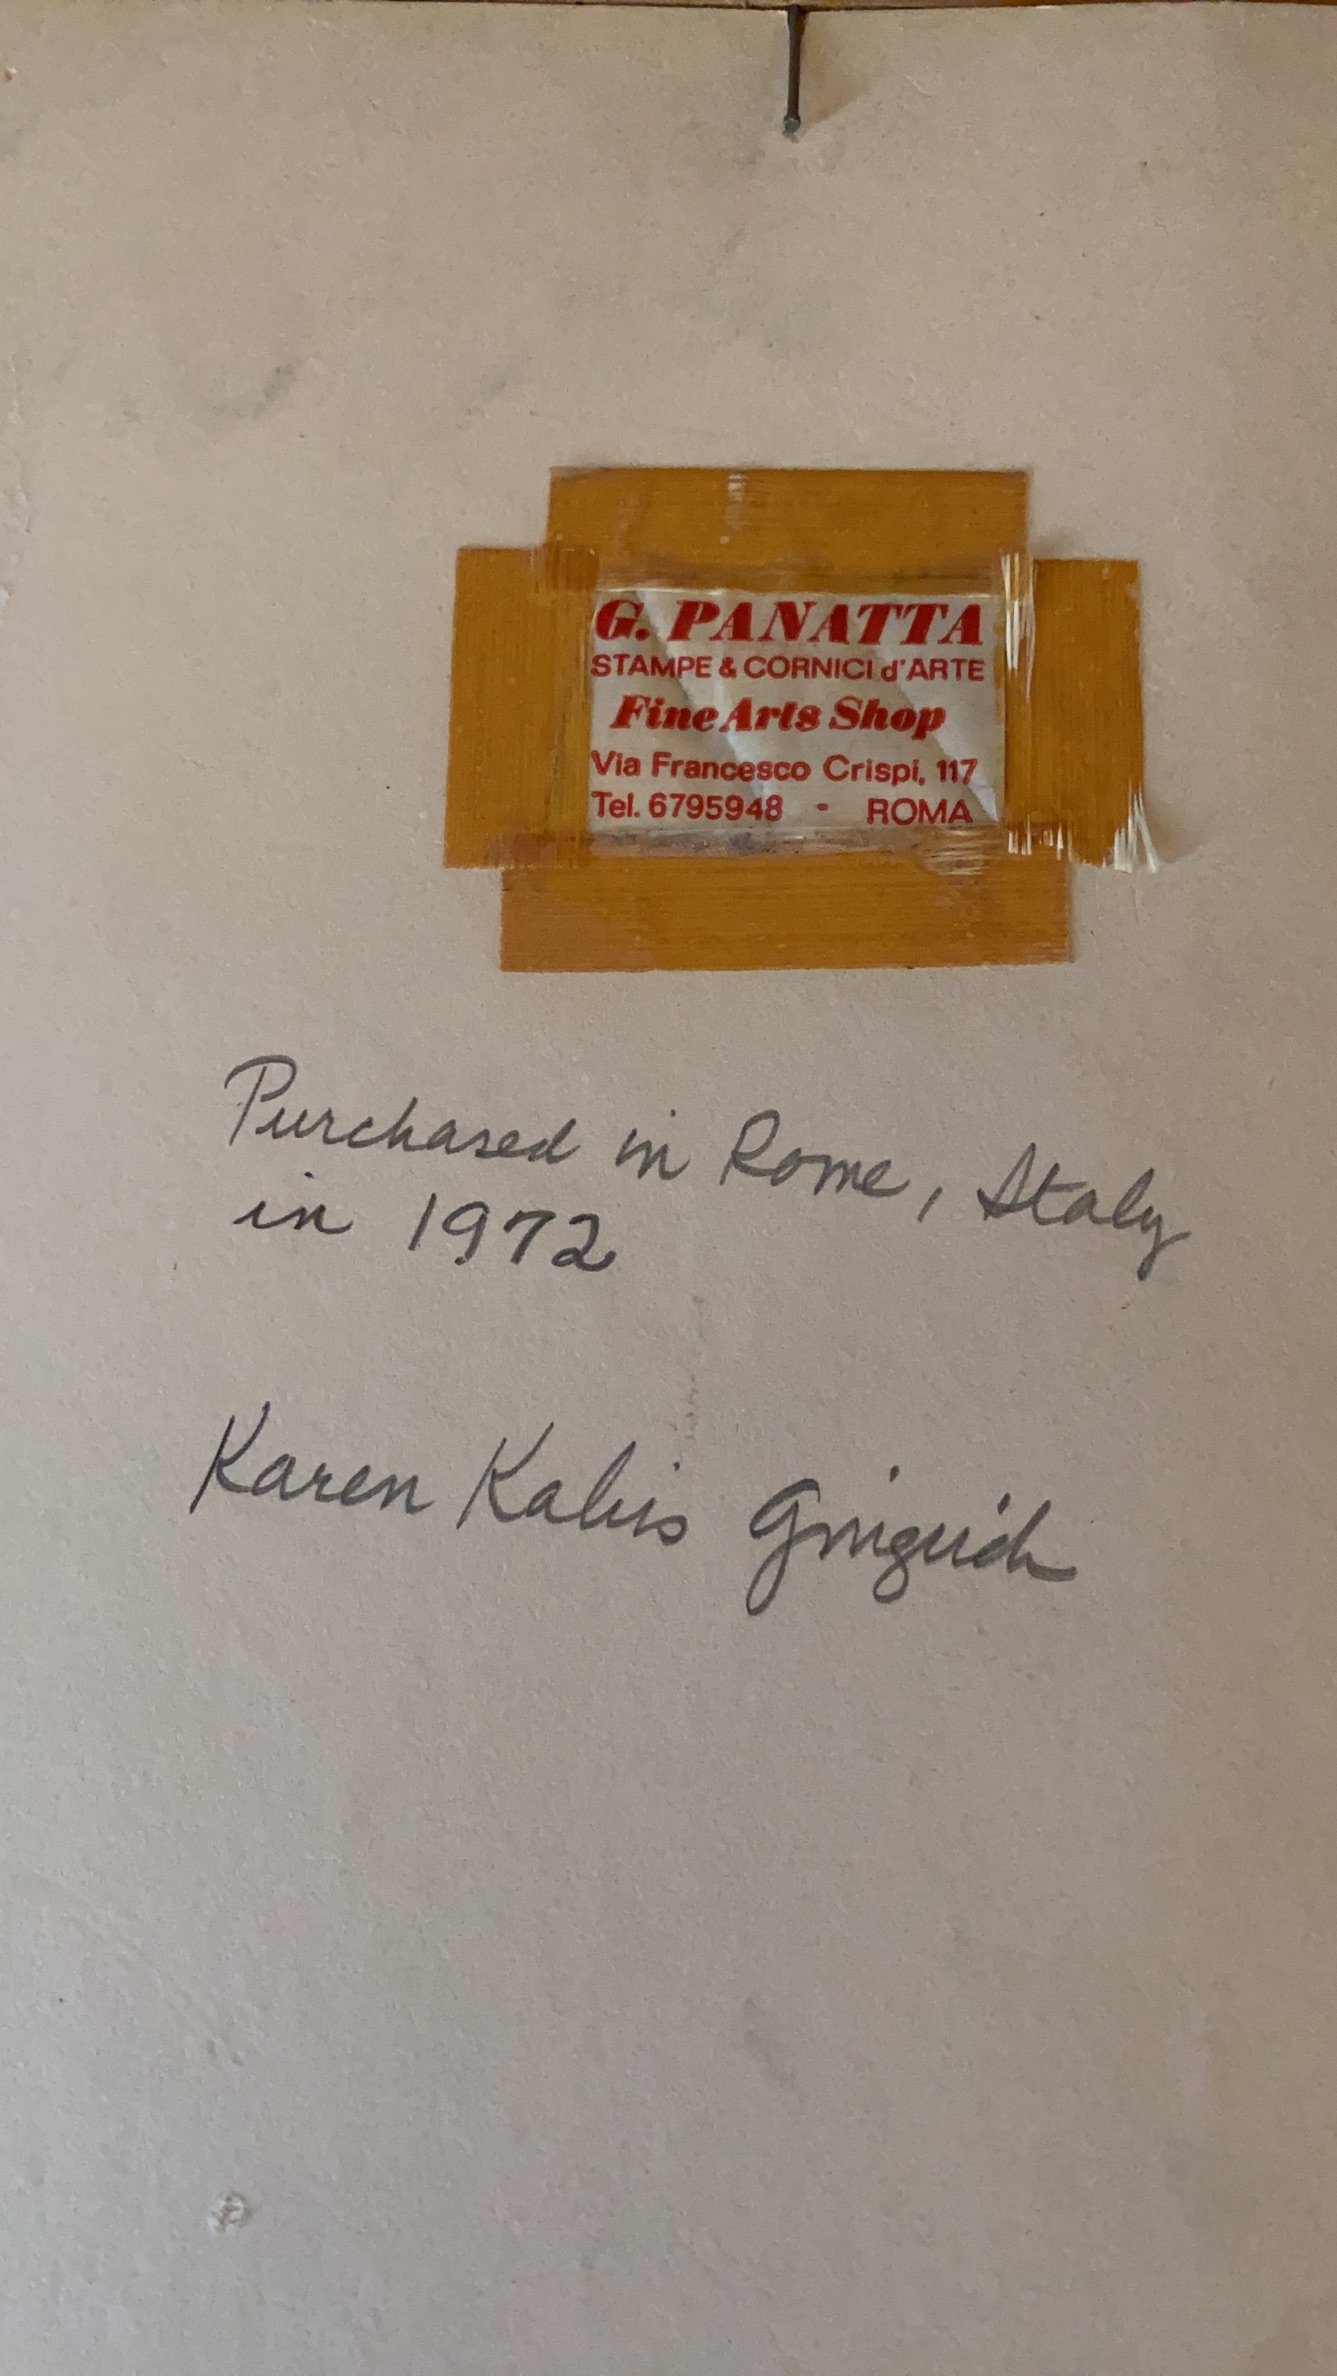 G. PANATTA
STAMPE & CORNICI d'ARTE
Fine Arts Shop
Via Francesco Crispi, 117
Tel. 6795948 - ROMA
Purchased in Rome, Italy
in 1972
Karen